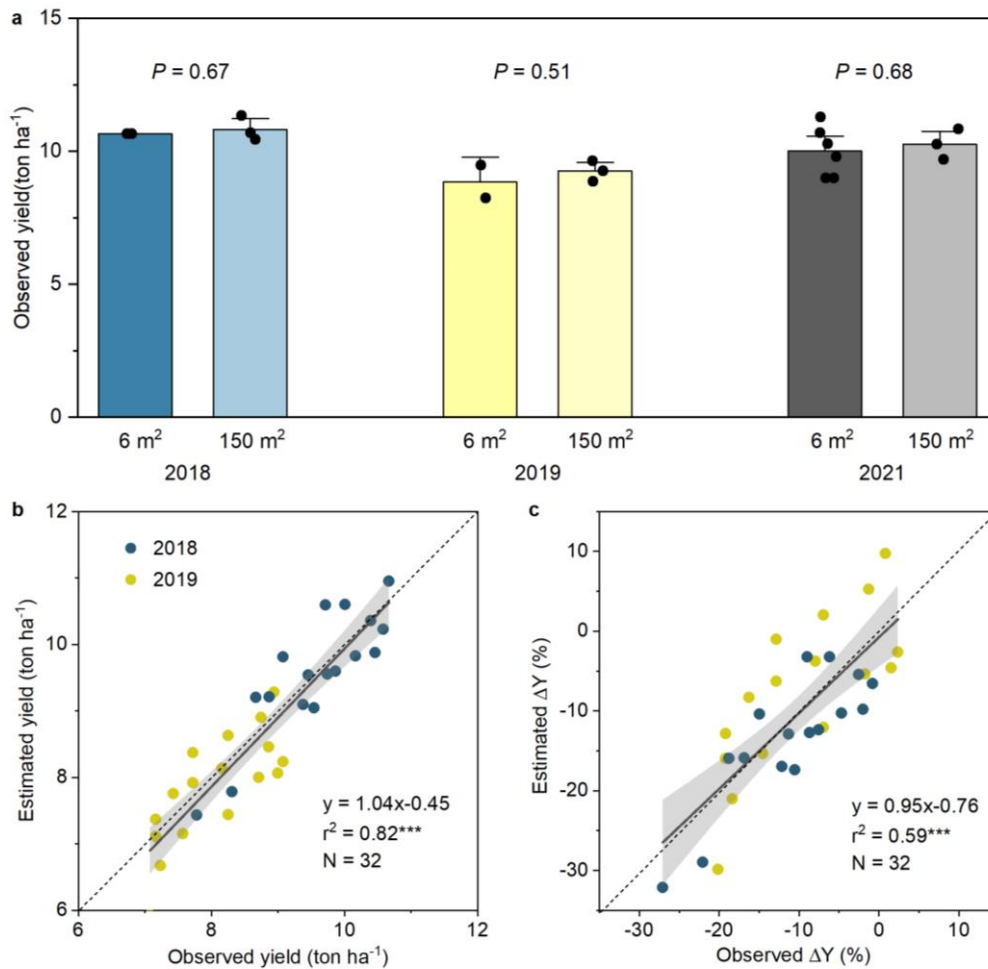 a
15
10
5
0
Observed yield(ton ha⁻¹)
P = 0.67
P = 0.51
P = 0.68
6 m² 150 m² 6 m² 150 m² 6 m² 150 m²
2018 2019 2021
b
12
10
8
6
Estimated yield (ton ha⁻¹)
2018
2019
y = 1.04x-0.45
r² = 0.82***
N = 32
6 8 10 12
Observed yield (ton ha⁻¹)
c
10
0
-10
-20
-30
Estimated ΔY (%)
y = 0.95x-0.76
r² = 0.59***
N = 32
-30 -20 -10 0 10
Observed ΔY (%)